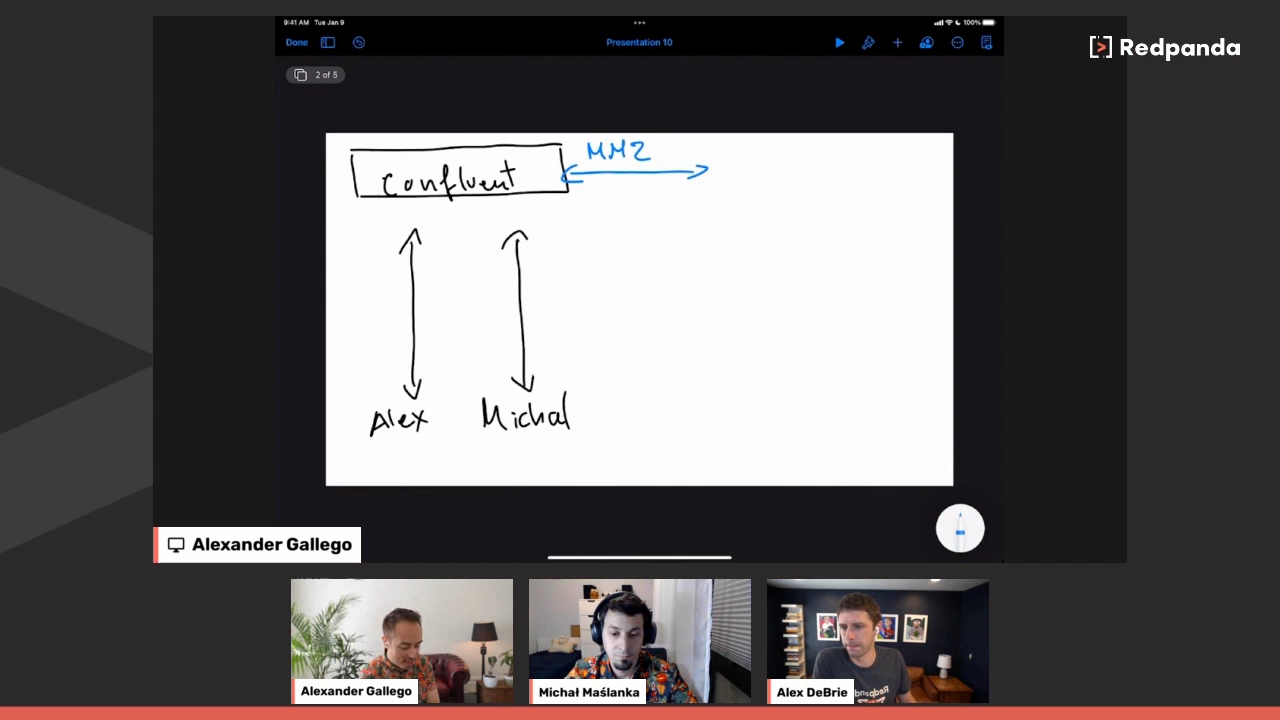 9:41 AM Tue Jan 9
100%
Done
Presentation 10
2 of 5
Redpanda
MM2
Confluent
Alex
Michal
Alexander Gallego
Alexander Gallego
Michał Maślanka
Alex DeBrie